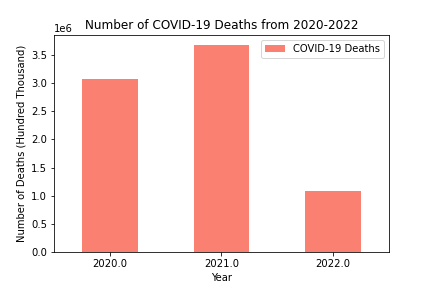 Number of COVID-19 Deaths from 2020-2022
1e6
COVID-19 Deaths
3.5
3.0
2.5
2.0
1.5
1.0
0.5
0.0
Number of Deaths (Hundred Thousand)
2020.0 2021.0 2022.0
Year